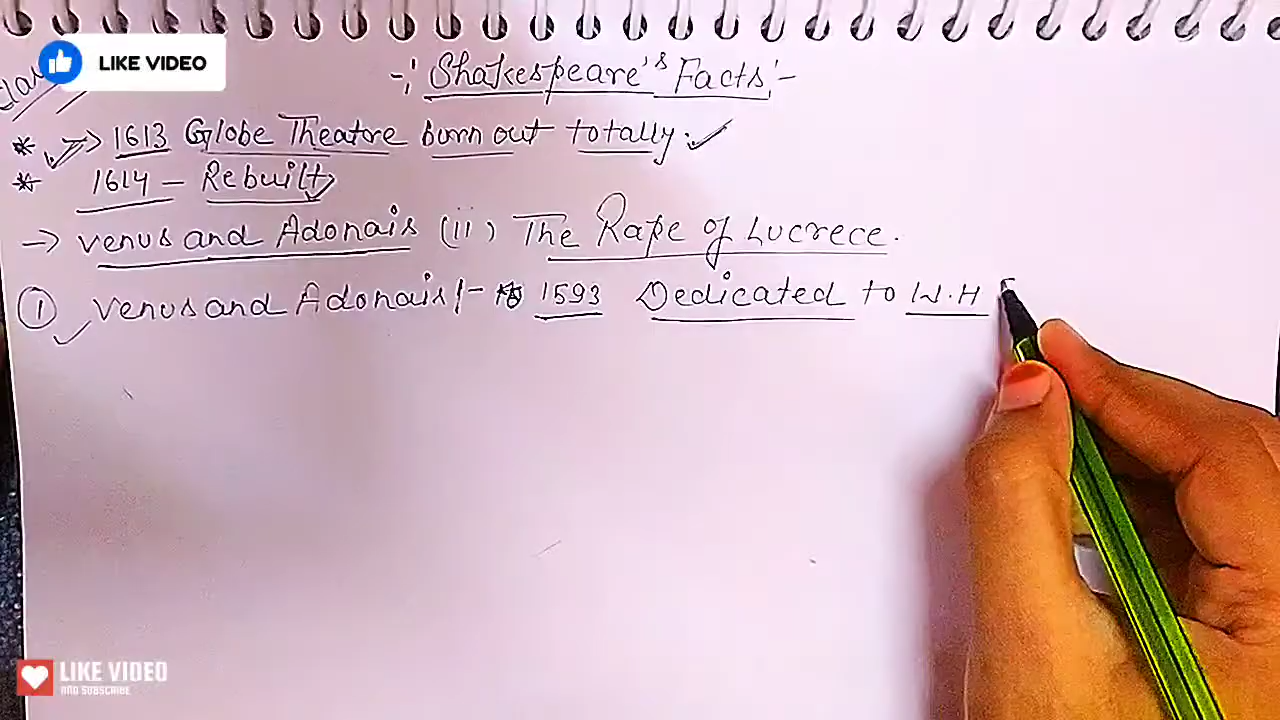 LIKE VIDEO
-:' Shakespeare's Facts:-
* => 1613 Globe Theatre burn out totally.
* 1614 - Rebuilt
-> Venus and Adonais (ii) The Rape of Lucrece.
① Venus and Adonais:- 1593 Dedicated to W.H
LIKE VIDEO
AND SUBSCRIBE